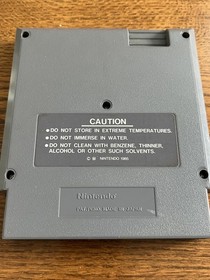 CAUTION
●DO NOT STORE IN EXTREME TEMPERATURES.
●DO NOT IMMERSE IN WATER.
●DO NOT CLEAN WITH BENZENE, THINNER,
ALCOHOL OR OTHER SUCH SOLVENTS.
NINTENDO 1985
Nintendo